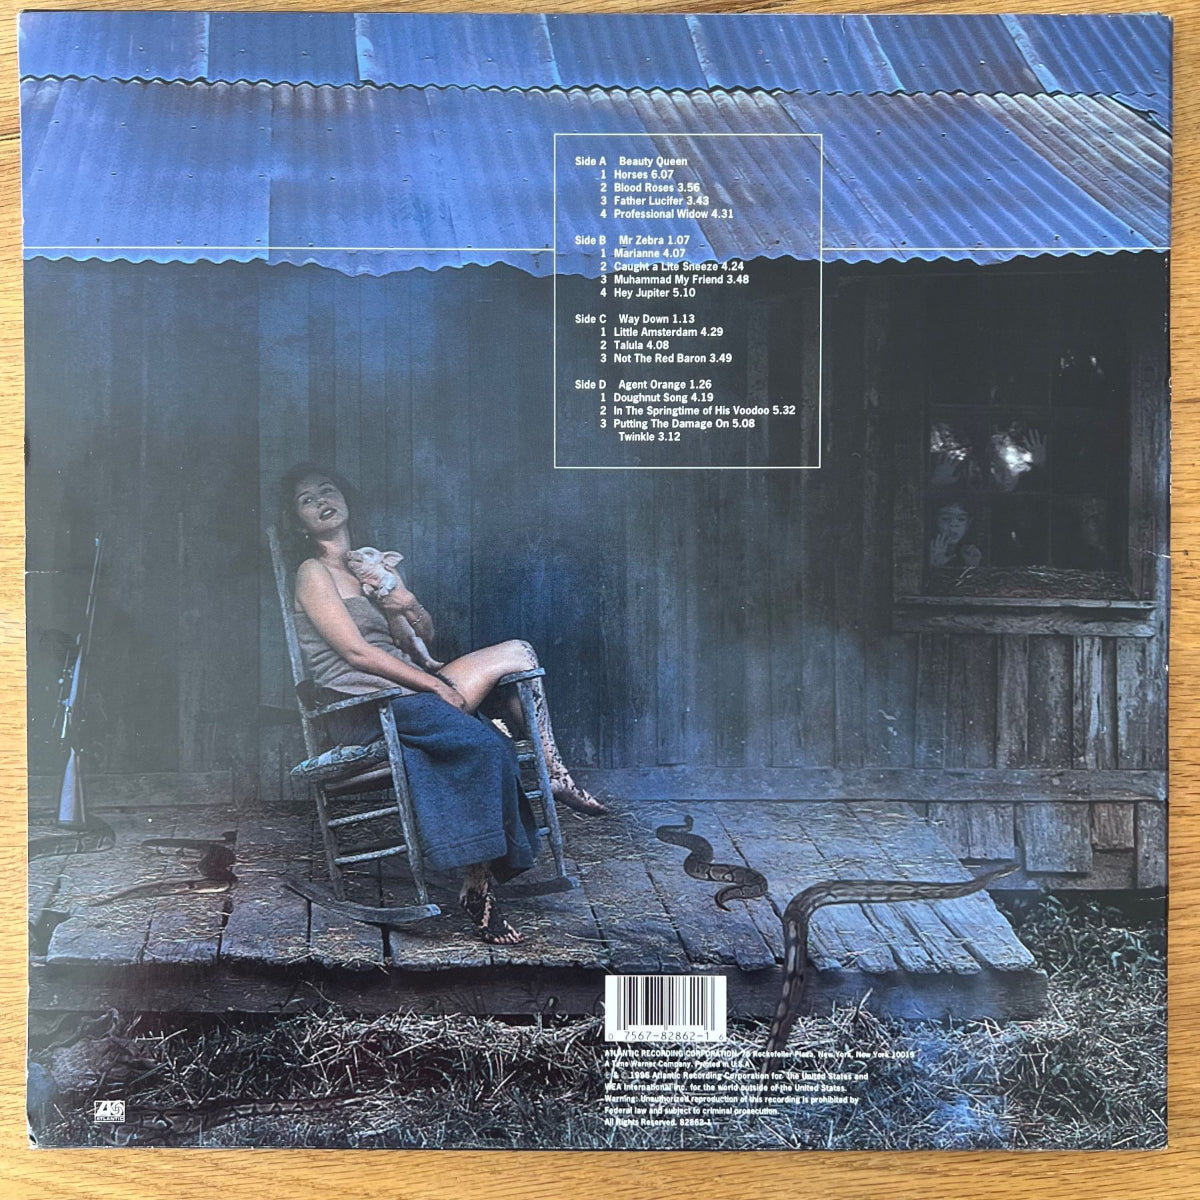 Side A Beauty Queen
1 Horses 6.07
2 Blood Roses 3.56
3 Father Lucifer 3.43
4 Professional Widow 4.31
Side B Mr Zebra 1.07
1 Marianne 4.07
2 Caught a Lite Sneeze 4.24
3 Muhammad My Friend 3.48
4 Hey Jupiter 5.10
Side C Way Down 1.13
1 Little Amsterdam 4.29
2 Talula 4.08
3 Not The Red Baron 3.49
Side D Agent Orange 1.26
1 Doughnut Song 4.19
2 In The Springtime of His Voodoo 5.32
3 Putting The Damage On 5.08
Twinkle 3.12
0 7567-82862-1 6
ATLANTIC RECORDING CORPORATION, 75 Rockefeller Plaza, New York, New York 10019
A Time Warner Company. Printed in U.S.A.
℗ & © 1996 Atlantic Recording Corporation for the United States and
WEA International Inc. for the world outside of the United States.
Warning: Unauthorized reproduction of this recording is prohibited by
Federal law and subject to criminal prosecution.
All Rights Reserved. 82862-1
ATLANTIC